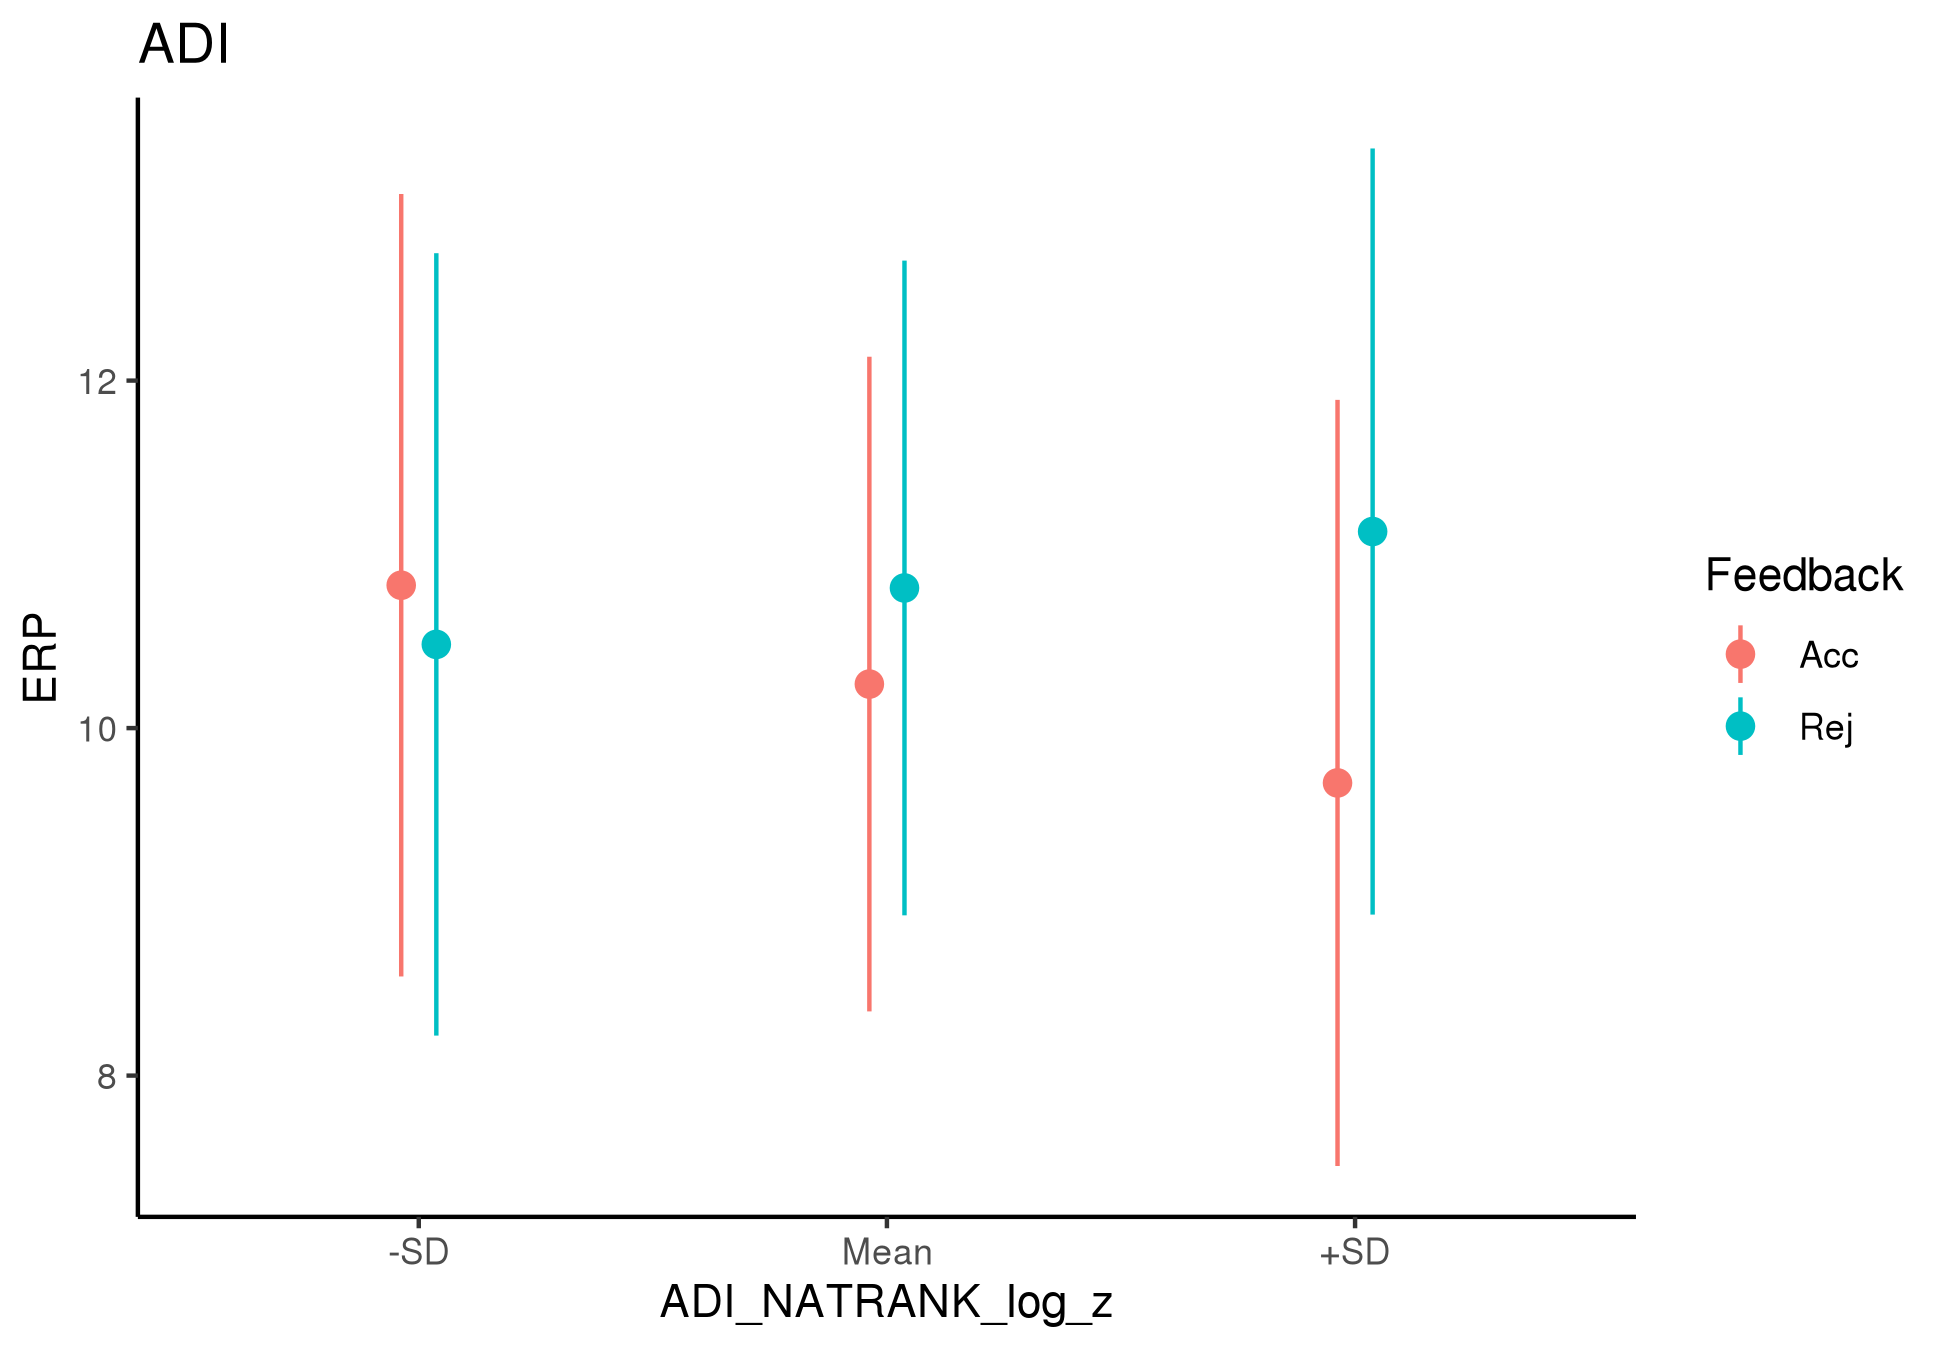 ADI
12
10
8
ERP
-SD
Mean
+SD
ADI_NATRANK_log_z
Feedback
Acc
Rej